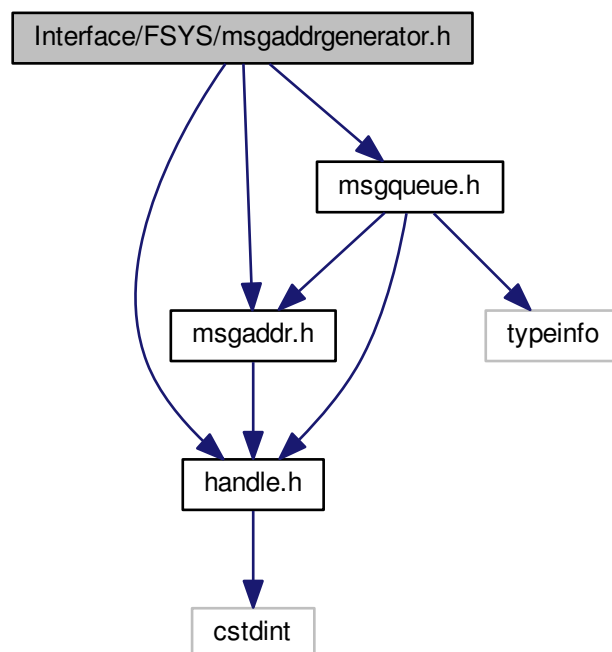 Interface/FSYS/msgaddrgenerator.h
msgqueue.h
msgaddr.h
typeinfo
handle.h
cstdint